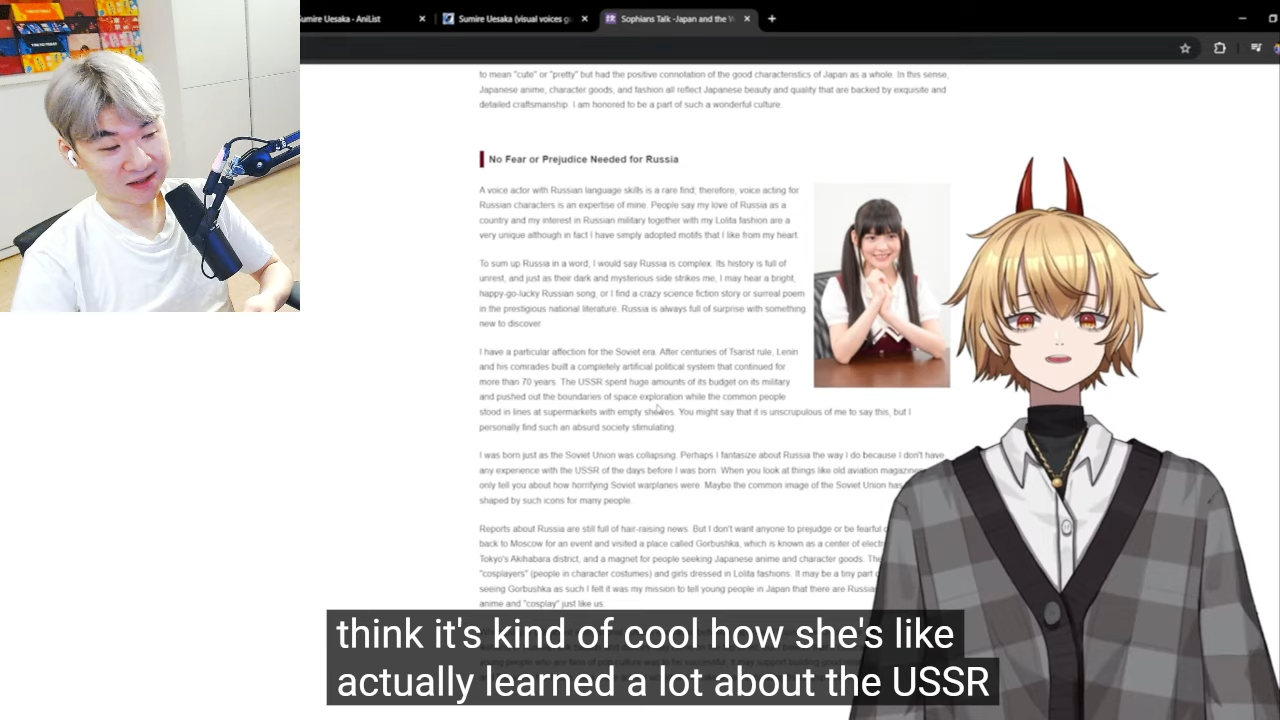 Sumire Uesaka - AniList
Sumire Uesaka (visual voices g
Sophians Talk -Japan and the W
to mean "cute" or "pretty" but had the positive connotation of the good characteristics of Japan as a whole. In this sense,
Japanese anime, character goods, and fashion all reflect Japanese beauty and quality that are backed by exquisite and
detailed craftsmanship. I am honored to be a part of such a wonderful culture.
No Fear or Prejudice Needed for Russia
A voice actor with Russian language skills is a rare find; therefore, voice acting for
Russian characters is an expertise of mine. People say my love of Russia as a
country and my interest in Russian military together with my Lolita fashion are a
very unique although in fact I have simply adopted motifs that I like from my heart.
To sum up Russia in a word, I would say Russia is complex. Its history is full of
unrest, and just as their dark and mysterious side strikes me, I may hear a bright,
happy-go-lucky Russian song, or I find a crazy science fiction story or surreal poem
in the prestigious national literature. Russia is always full of surprise with something
new to discover.
I have a particular affection for the Soviet era. After centuries of Tsarist rule, Lenin
and his comrades built a completely artificial political system that continued for
more than 70 years. The USSR spent huge amounts of its budget on its military
and pushed out the boundaries of space exploration while the common people
stood in lines at supermarkets with empty shelves. You might say that it is unscrupulous of me to say this, but I
personally find such an absurd society stimulating.
I was born just as the Soviet Union was collapsing. Perhaps I fantasize about Russia the way I do because I don't have
any experience with the USSR of the days before I was born. When you look at things like old aviation magazines
only tell you about how horrifying Soviet warplanes were. Maybe the common image of the Soviet Union has
shaped by such icons for many people.
Reports about Russia are still full of hair-raising news. But I don't want anyone to prejudge or be fearful
back to Moscow for an event and visited a place called Gorbushka, which is known as a center of
Tokyo's Akihabara district, and a magnet for people seeking Japanese anime and character goods.
"cosplayers" (people in character costumes) and girls dressed in Lolita fashions. It may be a tiny part
seeing Gorbushka as such I felt it was my mission to tell young people in Japan that there are
anime and "cosplay" just like us.
think it's kind of cool how she's like
actually learned a lot about the USSR